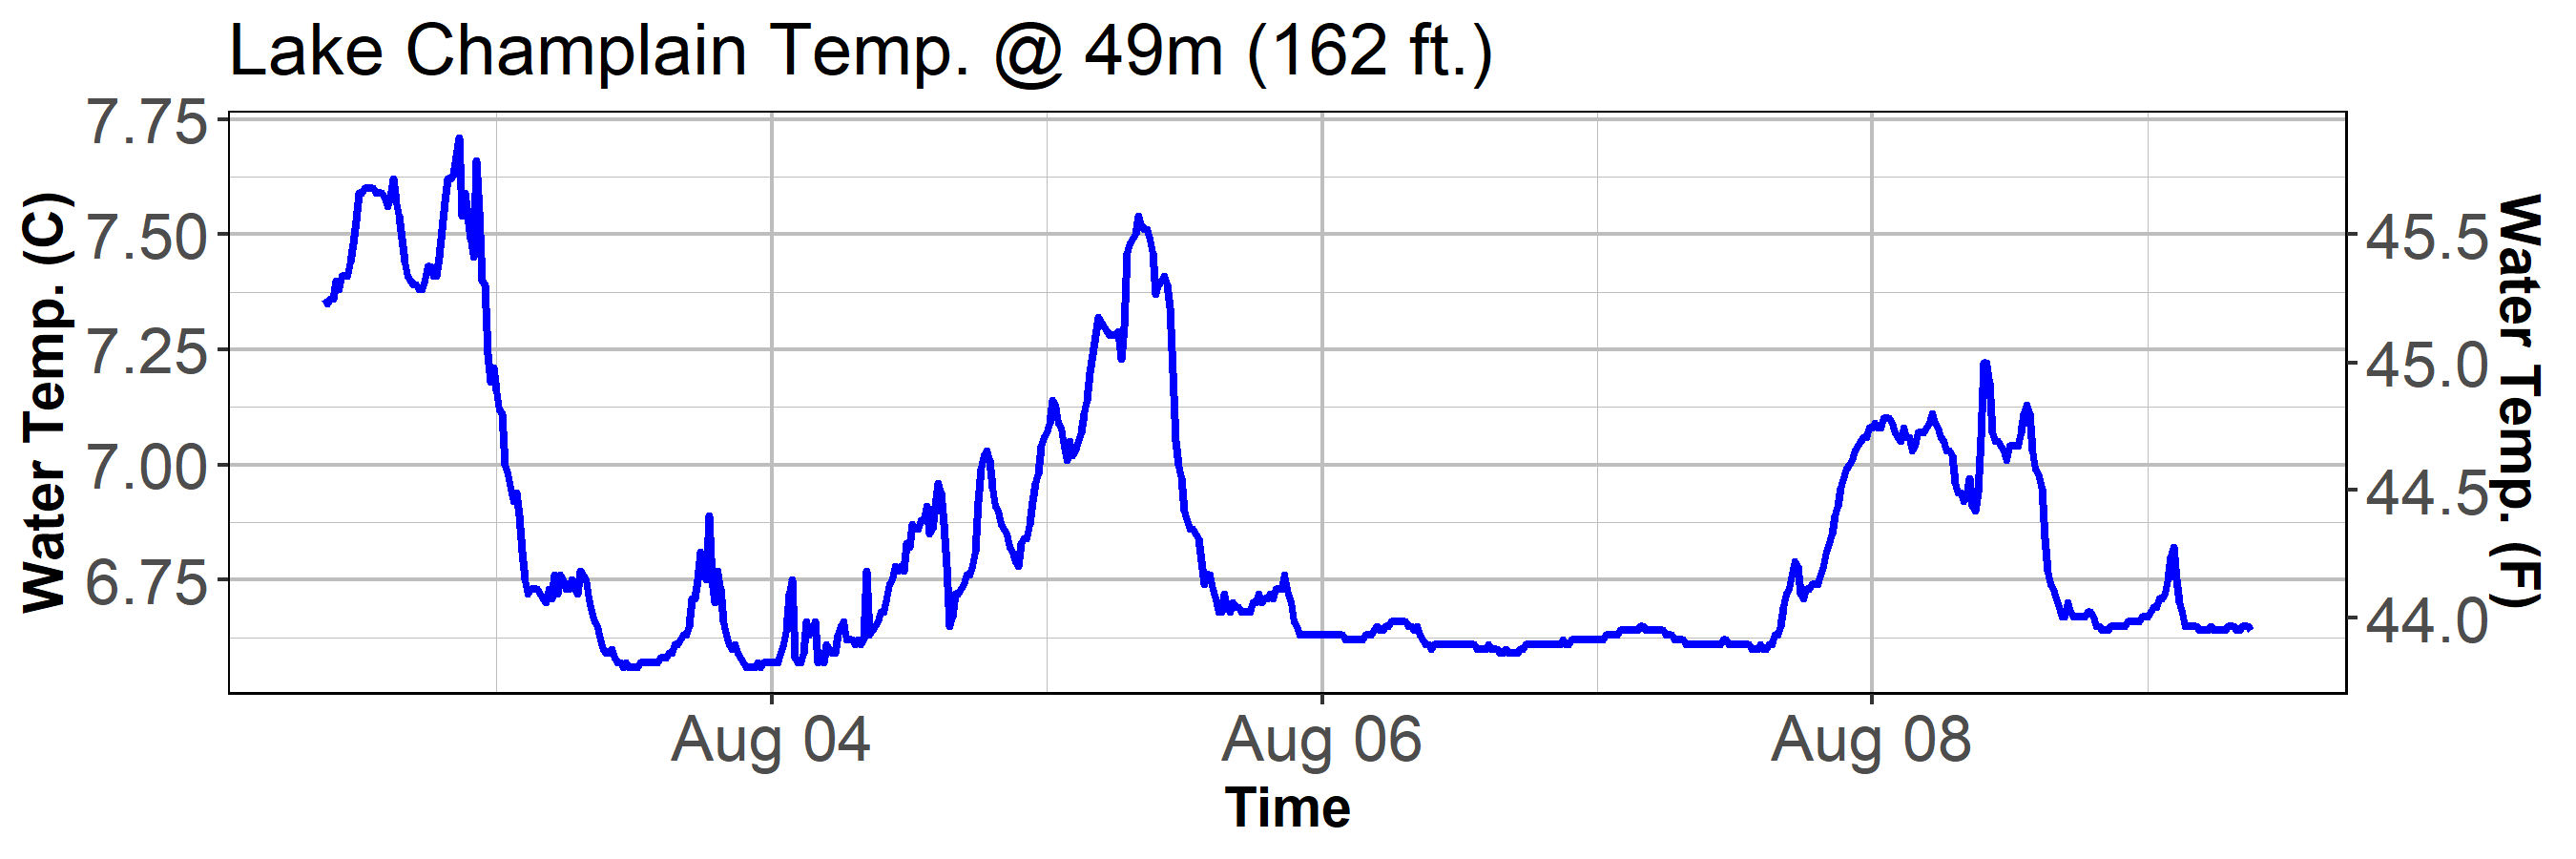 Lake Champlain Temp. @ 49m (162 ft.)
Water Temp. (C)
7.75
7.50
7.25
7.00
6.75
45.5
45.0
44.5
44.0
Water Temp. (F)
Aug 04 Aug 06 Aug 08
Time